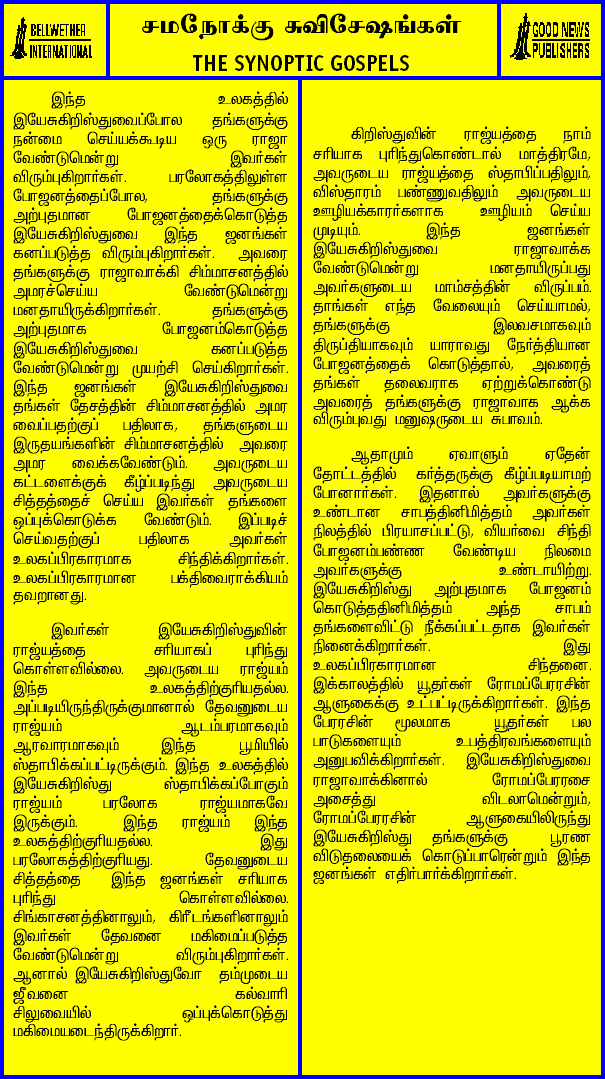 BELLWETHER
INTERNATIONAL
சமநோக்கு சுவிசேஷங்கள்
THE SYNOPTIC GOSPELS
GOOD NEWS
PUBLISHERS
இந்த உலகத்தில்
இயேசுகிறிஸ்துவைப்போல தங்களுக்கு
நன்மை செய்யக்கூடிய ஒரு ராஜா
வேண்டுமென்று இவர்கள்
விரும்புகிறார்கள். பரலோகத்திலுள்ள
போஜனத்தைப்போல, தங்களுக்கு
அற்புதமான போஜனத்தைக்கொடுத்த
இயேசுகிறிஸ்துவை இந்த ஜனங்கள்
கனப்படுத்த விரும்புகிறார்கள். அவரை
தங்களுக்கு ராஜாவாக்கி சிம்மாசனத்தில்
அமரச்செய்ய வேண்டுமென்று
மனதாயிருக்கிறார்கள். தங்களுக்கு
அற்புதமாக போஜனம்கொடுத்த
இயேசுகிறிஸ்துவை கனப்படுத்த
வேண்டுமென்று முயற்சி செய்கிறார்கள்.
இந்த ஜனங்கள் இயேசுகிறிஸ்துவை
தங்கள் தேசத்தின் சிம்மாசனத்தில் அமர
வைப்பதற்குப் பதிலாக, தங்களுடைய
இருதயங்களின் சிம்மாசனத்தில் அவரை
அமர வைக்கவேண்டும். அவருடைய
கட்டளைக்குக் கீழ்ப்படிந்து அவருடைய
சித்தத்தைச் செய்ய இவர்கள் தங்களை
ஒப்புக்கொடுக்க வேண்டும். இப்படிச்
செய்வதற்குப் பதிலாக அவர்கள்
உலகப்பிரகாரமாக சிந்திக்கிறார்கள்.
உலகப்பிரகாரமான பக்திவைராக்கியம்
தவறானது.
இவர்கள் இயேசுகிறிஸ்துவின்
ராஜ்யத்தை சரியாகப் புரிந்து
கொள்ளவில்லை. அவருடைய ராஜ்யம்
இந்த உலகத்திற்குரியதல்ல.
அப்படியிருந்திருக்குமானால் தேவனுடைய
ராஜ்யம் ஆடம்பரமாகவும்
ஆரவாரமாகவும் இந்த பூமியில்
ஸ்தாபிக்கப்பட்டிருக்கும். இந்த உலகத்தில்
இயேசுகிறிஸ்து ஸ்தாபிக்கப்போகும்
ராஜ்யம் பரலோக ராஜ்யமாகவே
இருக்கும். இந்த ராஜ்யம் இந்த
உலகத்திற்குரியதல்ல. இது
பரலோகத்திற்குரியது. தேவனுடைய
சித்தத்தை இந்த ஜனங்கள் சரியாக
புரிந்து கொள்ளவில்லை.
சிங்காசனத்தினாலும், கிரீடங்களினாலும்
இவர்கள் தேவனை மகிமைப்படுத்த
வேண்டுமென்று விரும்புகிறார்கள்.
ஆனால் இயேசுகிறிஸ்துவோ தம்முடைய
ஜீவனை கல்வாரி
சிலுவையில் ஒப்புக்கொடுத்து
மகிமையடைந்திருக்கிறார்.
கிறிஸ்துவின் ராஜ்யத்தை நாம்
சரியாக புரிந்துகொண்டால் மாத்திரமே,
அவருடைய ராஜ்யத்தை ஸ்தாபிப்பதிலும்,
விஸ்தாரம் பண்ணுவதிலும் அவருடைய
ஊழியக்காரர்களாக ஊழியம் செய்ய
முடியும். இந்த ஜனங்கள்
இயேசுகிறிஸ்துவை ராஜாவாக்க
வேண்டுமென்று மனதாயிருப்பது
அவர்களுடைய மாம்சத்தின் விருப்பம்.
தாங்கள் எந்த வேலையும் செய்யாமல்,
தங்களுக்கு இலவசமாகவும்
திருப்தியாகவும் யாராவது நேர்த்தியான
போஜனத்தைக் கொடுத்தால், அவரைத்
தங்கள் தலைவராக ஏற்றுக்கொண்டு
அவரைத் தங்களுக்கு ராஜாவாக ஆக்க
விரும்புவது மனுஷருடைய சுபாவம்.
ஆதாமும் ஏவாளும் ஏதேன்
தோட்டத்தில் கர்த்தருக்கு கீழ்ப்படியாமற்
போனார்கள். இதனால் அவர்களுக்கு
உண்டான சாபத்தினிமித்தம் அவர்கள்
நிலத்தில் பிரயாசப்பட்டு, வியர்வை சிந்தி
போஜனம்பண்ண வேண்டிய நிலமை
அவர்களுக்கு உண்டாயிற்று.
இயேசுகிறிஸ்து அற்புதமாக போஜனம்
கொடுத்ததினிமித்தம் அந்த சாபம்
தங்களைவிட்டு நீக்கப்பட்டதாக இவர்கள்
நினைக்கிறார்கள். இது
உலகப்பிரகாரமான சிந்தனை.
இக்காலத்தில் யூதர்கள் ரோமப்பேரரசின்
ஆளுகைக்கு உட்பட்டிருக்கிறார்கள். இந்த
பேரரசின் மூலமாக யூதர்கள் பல
பாடுகளையும் உபத்திரவங்களையும்
அனுபவிக்கிறார்கள். இயேசுகிறிஸ்துவை
ராஜாவாக்கினால் ரோமப்பேரரசை
அசைத்து விடலாமென்றும்,
ரோமப்பேரரசின் ஆளுகையிலிருந்து
இயேசுகிறிஸ்து தங்களுக்கு பூரண
விடுதலையைக் கொடுப்பாரென்றும் இந்த
ஜனங்கள் எதிர்பார்க்கிறார்கள்.